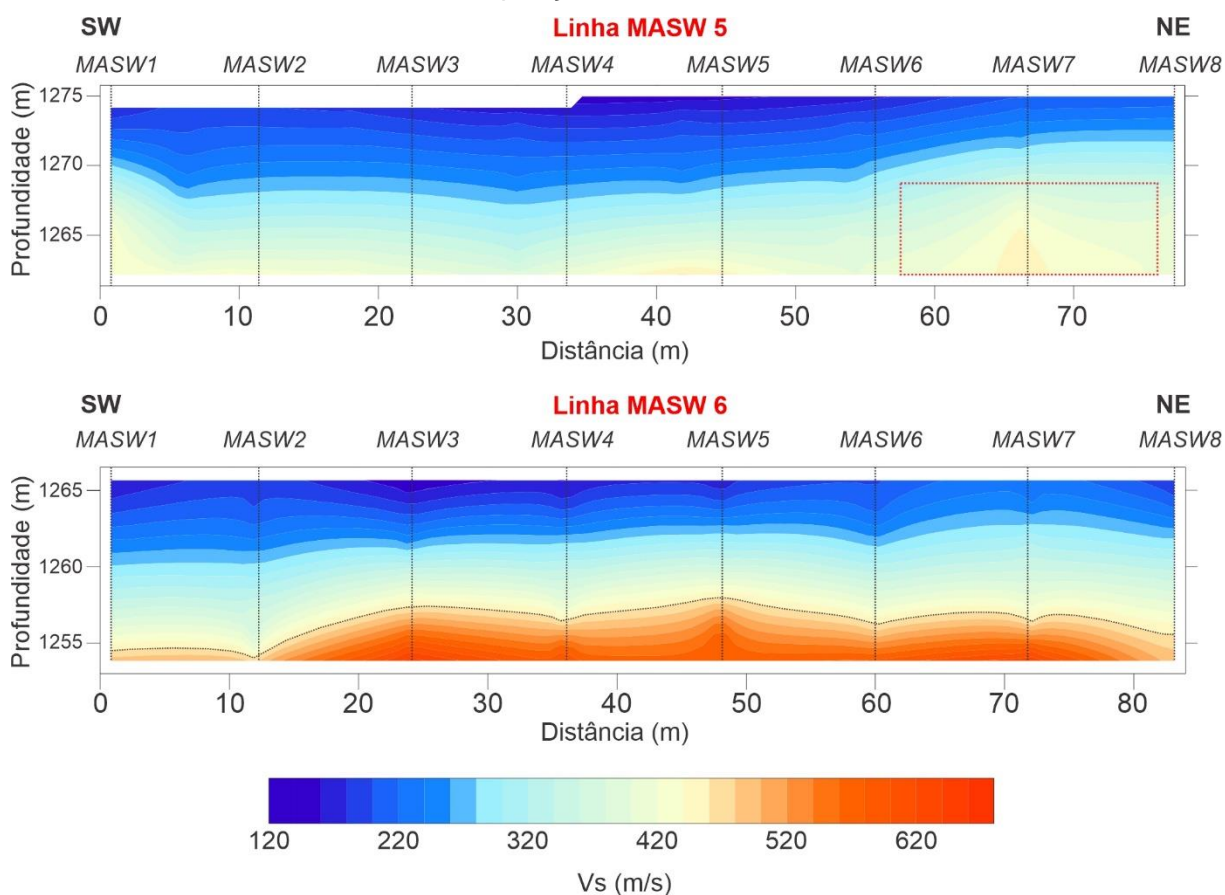 SW Linha MASW 5 NE
MASW1 MASW2 MASW3 MASW4 MASW5 MASW6 MASW7 MASW8
Profundidade (m)
1275
1270
1265
0 10 20 30 40 50 60 70
Distância (m)
SW Linha MASW 6 NE
MASW1 MASW2 MASW3 MASW4 MASW5 MASW6 MASW7 MASW8
Profundidade (m)
1265
1260
1255
0 10 20 30 40 50 60 70 80
Distância (m)
120 220 320 420 520 620
Vs (m/s)